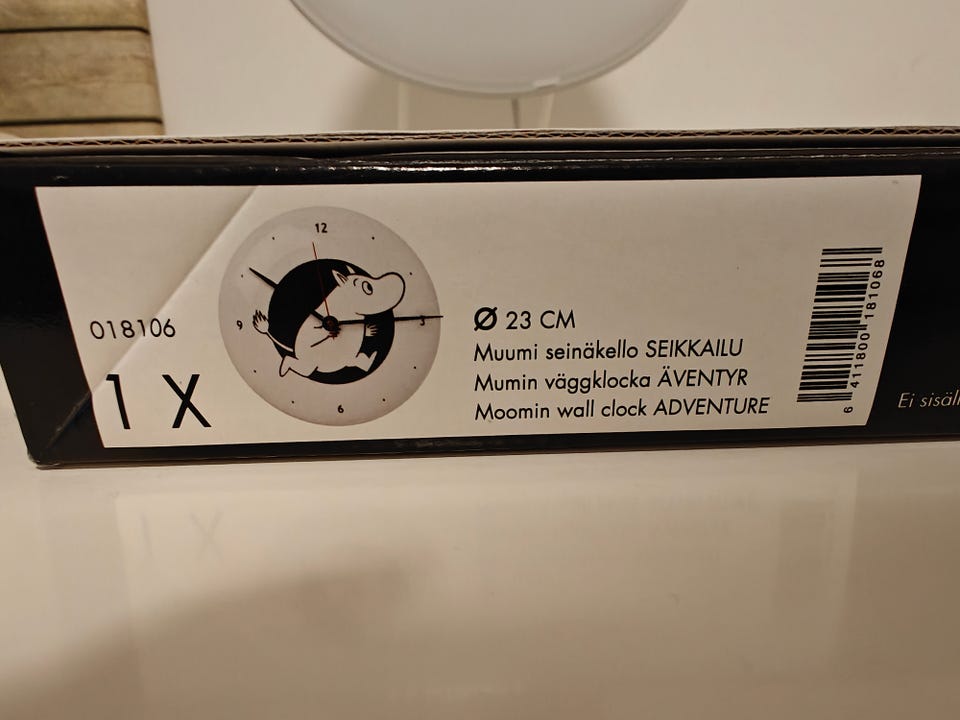 018106
1 X
12
3
6
9
Ø 23 CM
Muumi seinäkello SEIKKAILU
Mumin väggklocka ÄVENTYR
Moomin wall clock ADVENTURE
6 411800 181068
Ei